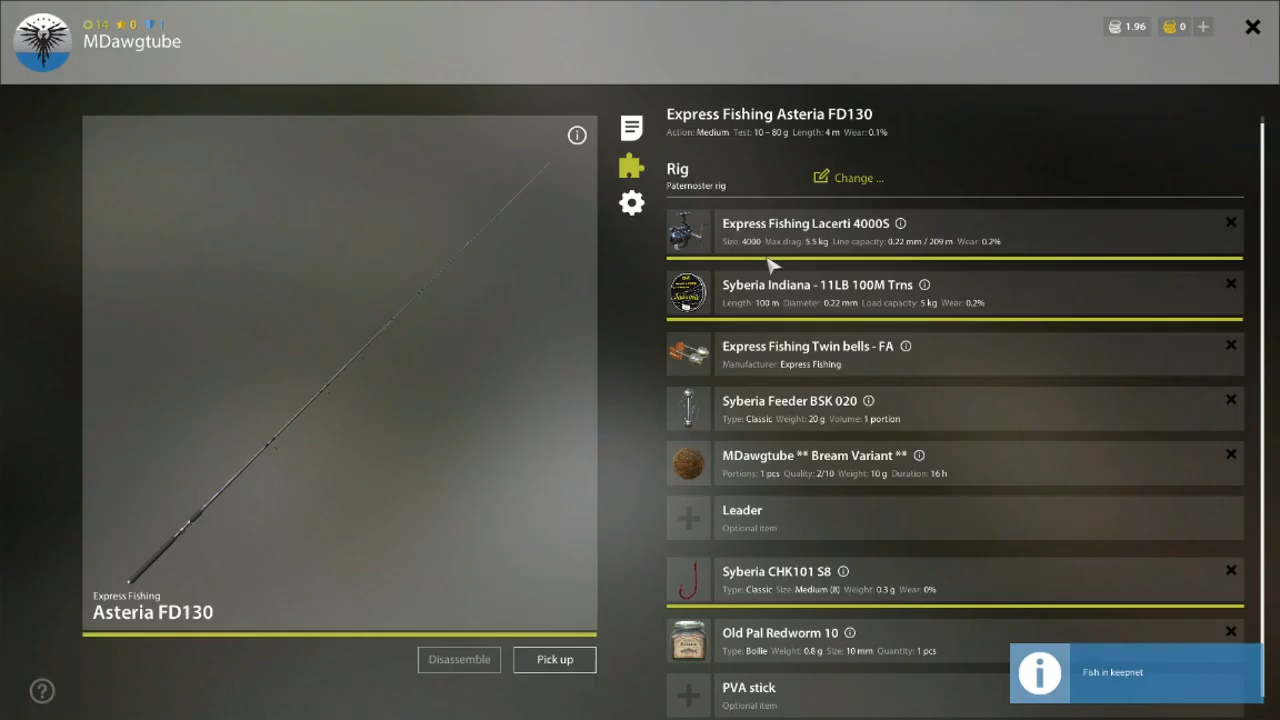 14 0 1
MDawgtube
1.96 0
Express Fishing Asteria FD130
Action: Medium Test: 10 – 80 g Length: 4 m Wear: 0.1%
Rig
Paternoster rig
Change ...
Express Fishing Lacerti 4000S
Size: 4000 Max drag: 5.5 kg Line capacity: 0.22 mm / 209 m Wear: 0.2%
Syberia Indiana - 11LB 100M Trns
Length: 100 m Diameter: 0.22 mm Load capacity: 5 kg Wear: 0.2%
Express Fishing Twin bells - FA
Manufacturer: Express Fishing
Syberia Feeder BSK 020
Type: Classic Weight: 20 g Volume: 1 portion
MDawgtube ** Bream Variant **
Portions: 1 pcs Quality: 2/10 Weight: 10 g Duration: 16 h
Leader
Optional item
Syberia CHK101 S8
Type: Classic Size: Medium (8) Weight: 0.3 g Wear: 0%
Old Pal Redworm 10
Type: Boilie Weight: 0.8 g Size: 10 mm Quantity: 1 pcs
PVA stick
Optional item
Express Fishing
Asteria FD130
Disassemble
Pick up
Fish in keepnet